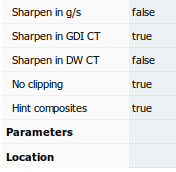 Sharpen in g/s false
Sharpen in GDI CT true
Sharpen in DW CT false
No clipping true
Hint composites true
Parameters
Location